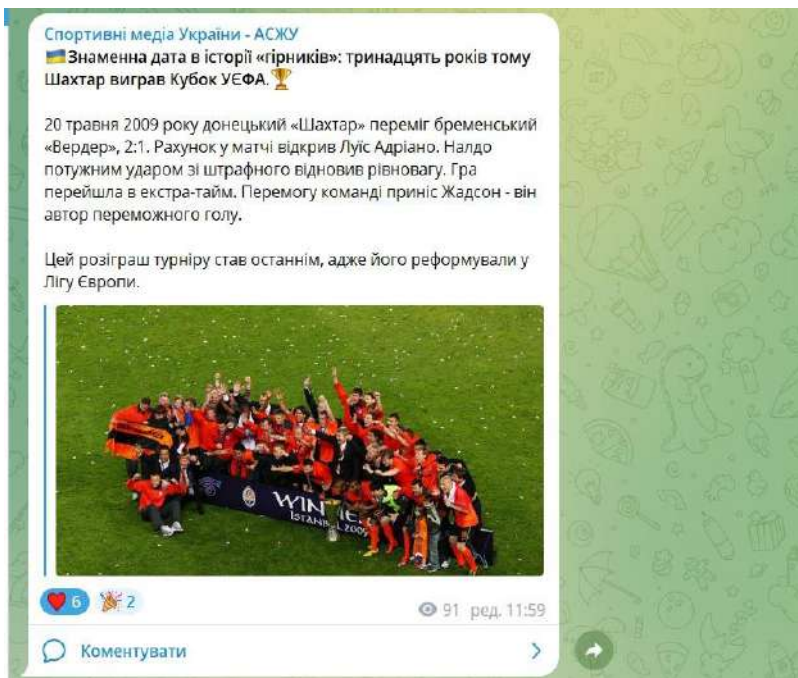 Спортивні медіа України - АСЖУ
🇺🇦Знаменна дата в історії «гірників»: тринадцять років тому
Шахтар виграв Кубок УЄФА.🏆
20 травня 2009 року донецький «Шахтар» переміг бременський
«Вердер», 2:1. Рахунок у матчі відкрив Луїс Адріано. Налдо
потужним ударом зі штрафного відновив рівновагу. Гра
перейшла в екстра-тайм. Перемогу команді приніс Жадсон - він
автор переможного голу.
Цей розіграш турніру став останнім, адже його реформували у
Лігу Європи.
ISTANBUL 2009
❤️ 6 🎉 2
91 ред. 11:59
Коментувати